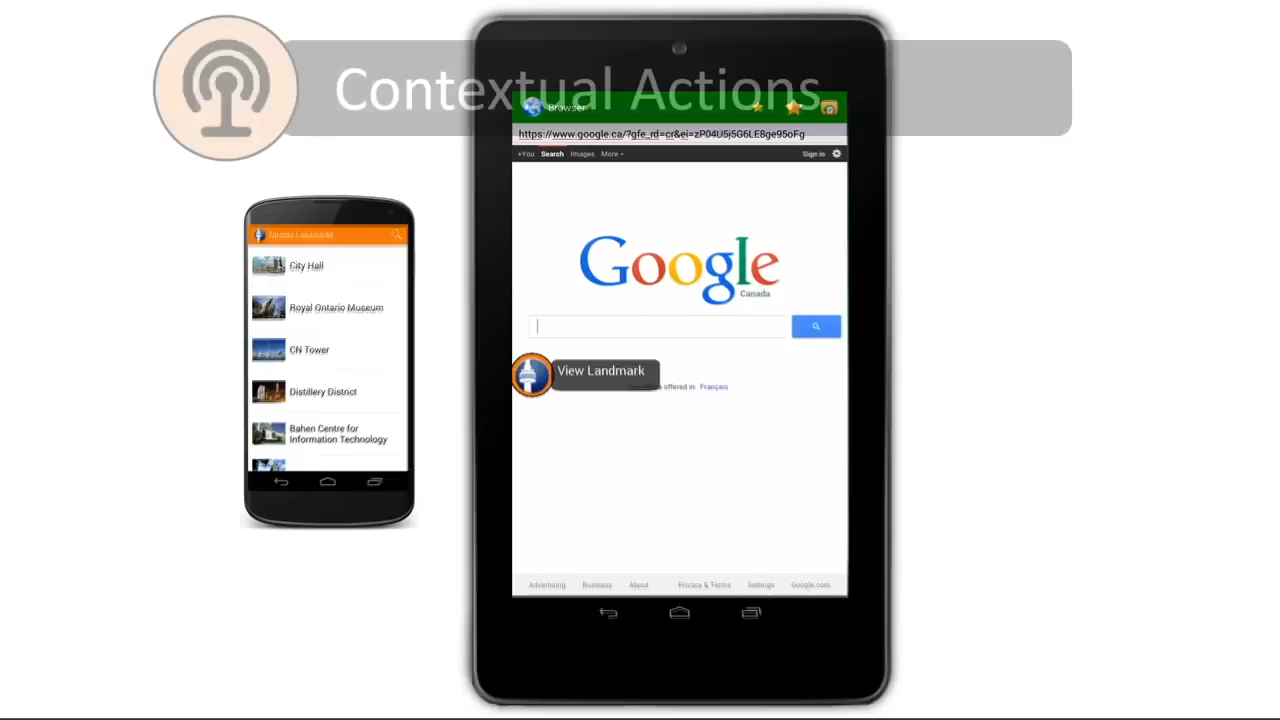 Contextual Actions
Browser
https://www.google.ca/?gfe_rd=cr&ei=zP04U5j5G6LE8ge95oFg
+You Search Images More Sign in
Toronto Landmarks
City Hall
Royal Ontario Museum
CN Tower
Distillery District
Bahen Centre for
Information Technology
Google
Canada
View Landmark
offered in: Français
Advertising Business About Privacy & Terms Settings Google.com